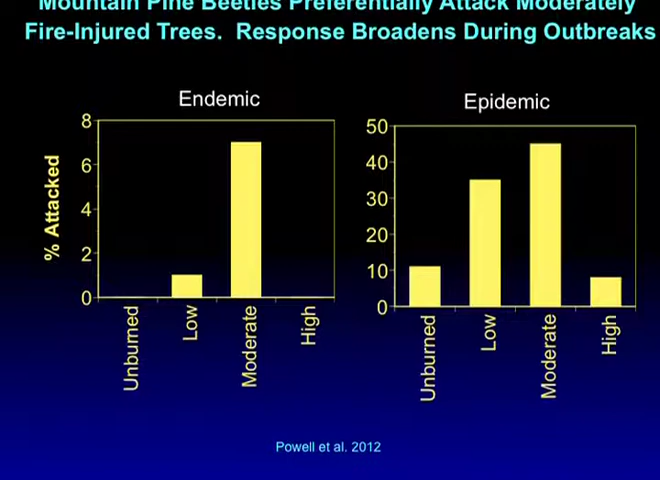 Mountain Pine Beetles Preferentially Attack Moderately
Fire-Injured Trees. Response Broadens During Outbreaks
Endemic
% Attacked
8
6
4
2
0
Unburned
Low
Moderate
High
Epidemic
50
40
30
20
10
0
Unburned
Low
Moderate
High
Powell et al. 2012